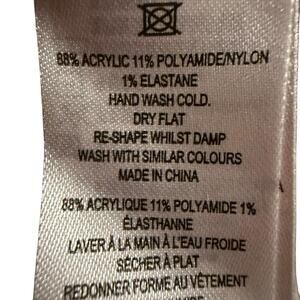 88% ACRYLIC 11% POLYAMIDE/NYLON
1% ELASTANE
HAND WASH COLD.
DRY FLAT
RE-SHAPE WHILST DAMP
WASH WITH SIMILAR COLOURS
MADE IN CHINA
88% ACRYLIQUE 11% POLYAMIDE 1%
ÉLASTHANNE
LAVER À LA MAIN À L'EAU FROIDE
SÉCHER À PLAT
REDONNER FORME AU VÊTEMENT